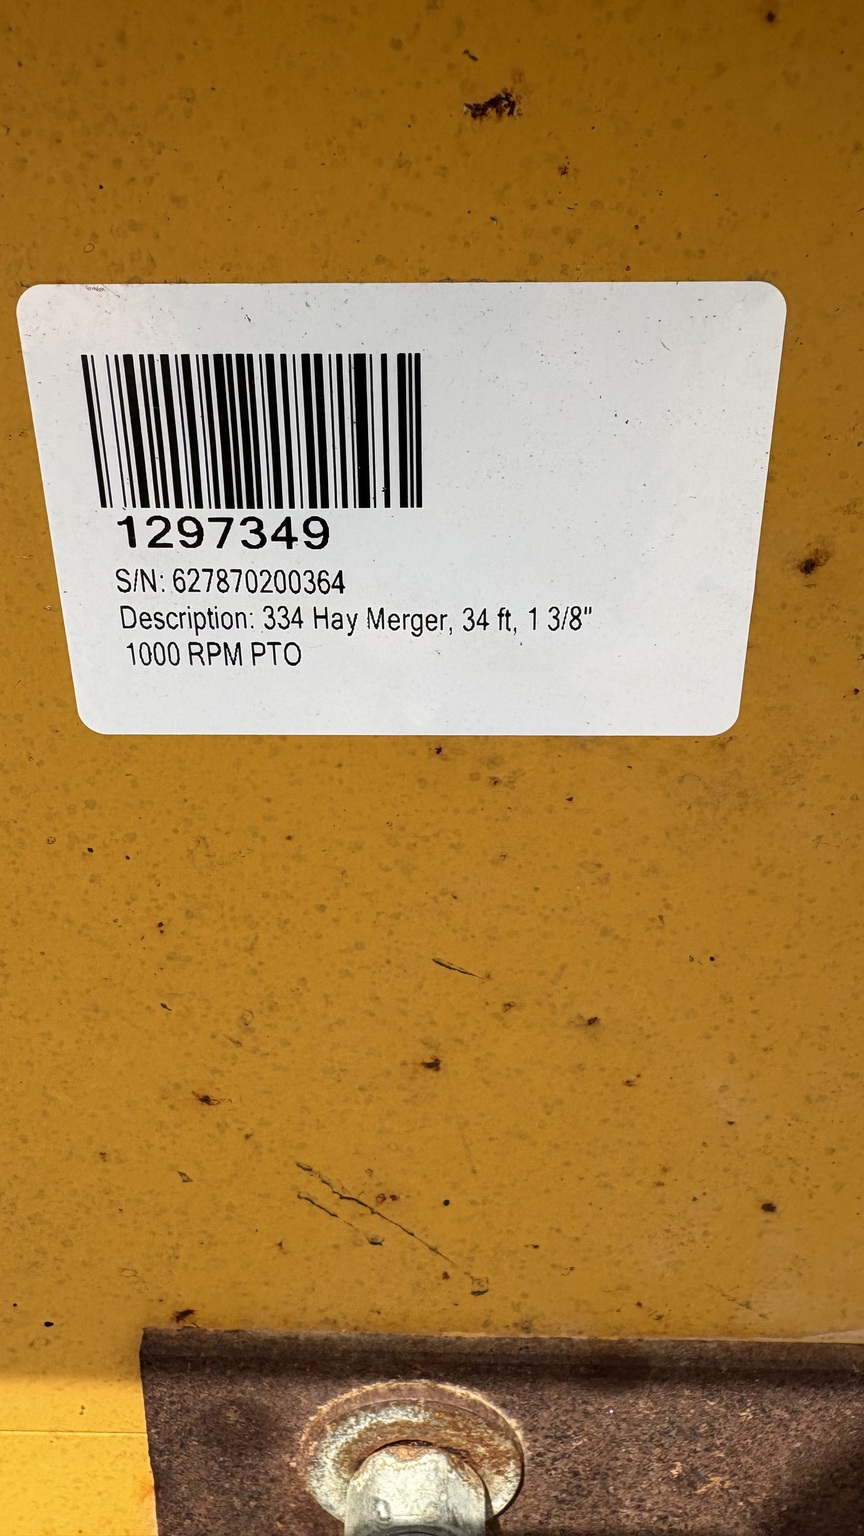 1297349
S/N: 627870200364
Description: 334 Hay Merger, 34 ft, 1 3/8"
1000 RPM PTO